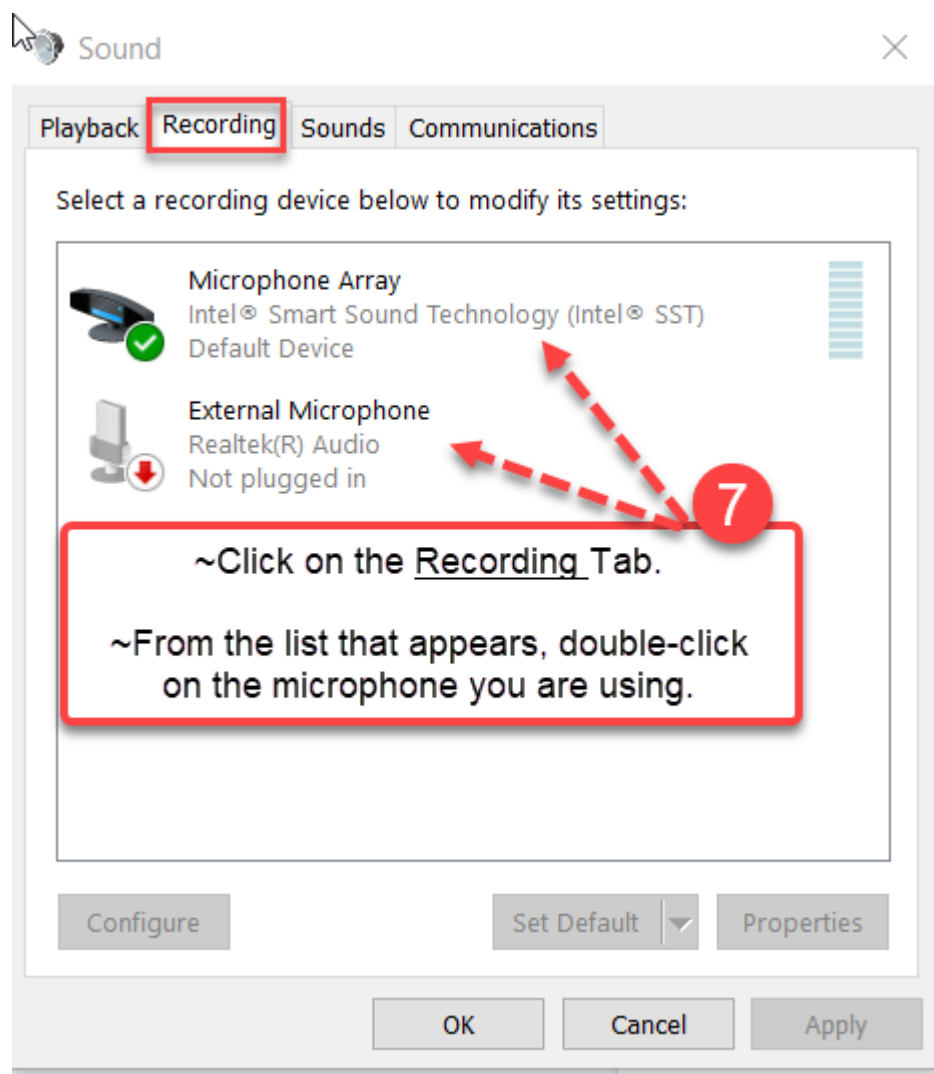 Sound
Playback Recording Sounds Communications
Select a recording device below to modify its settings:
Microphone Array
Intel® Smart Sound Technology (Intel® SST)
Default Device
External Microphone
Realtek(R) Audio
Not plugged in
7
~Click on the Recording Tab.
~From the list that appears, double-click
on the microphone you are using.
Configure Set Default Properties
OK Cancel Apply